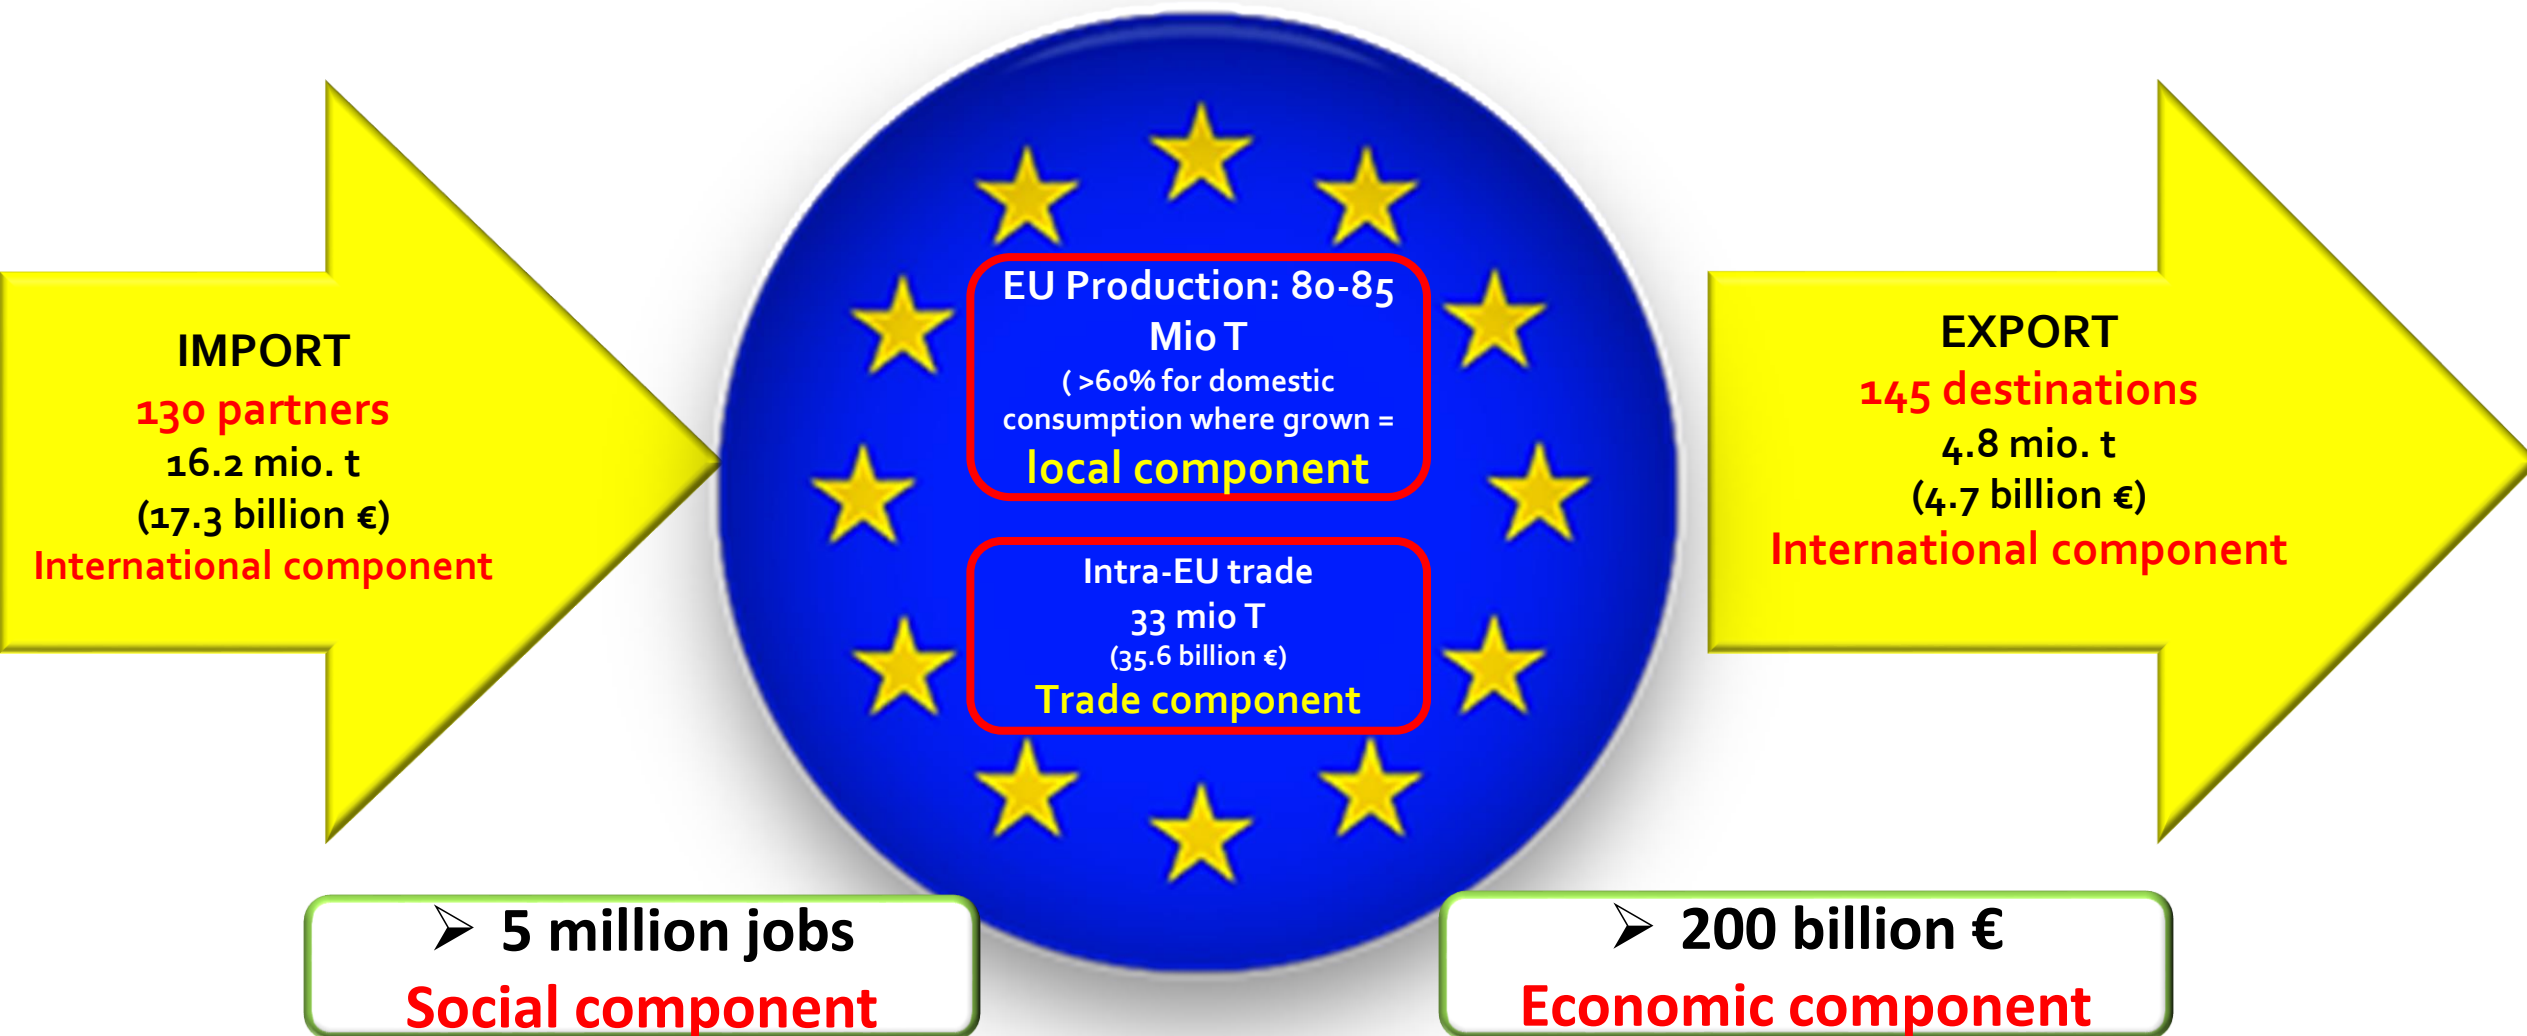 IMPORT
130 partners
16.2 mio. t
(17.3 billion €)
International component
EU Production: 80-85
Mio T
( >60% for domestic
consumption where grown =
local component
Intra-EU trade
33 mio T
(35.6 billion €)
Trade component
EXPORT
145 destinations
4.8 mio. t
(4.7 billion €)
International component
➢ 5 million jobs
Social component
➢ 200 billion €
Economic component